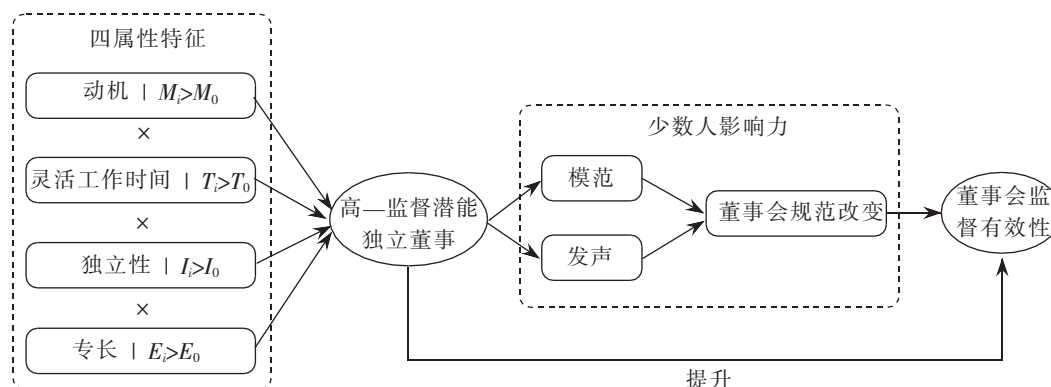 四属性特征
动机 | Mi>M0
×
灵活工作时间 | Ti>T0
×
独立性 | Ii>I0
×
专长 | Ei>E0
高—监督潜能
独立董事
少数人影响力
模范
发声
董事会规范改变
董事会监
督有效性
提升